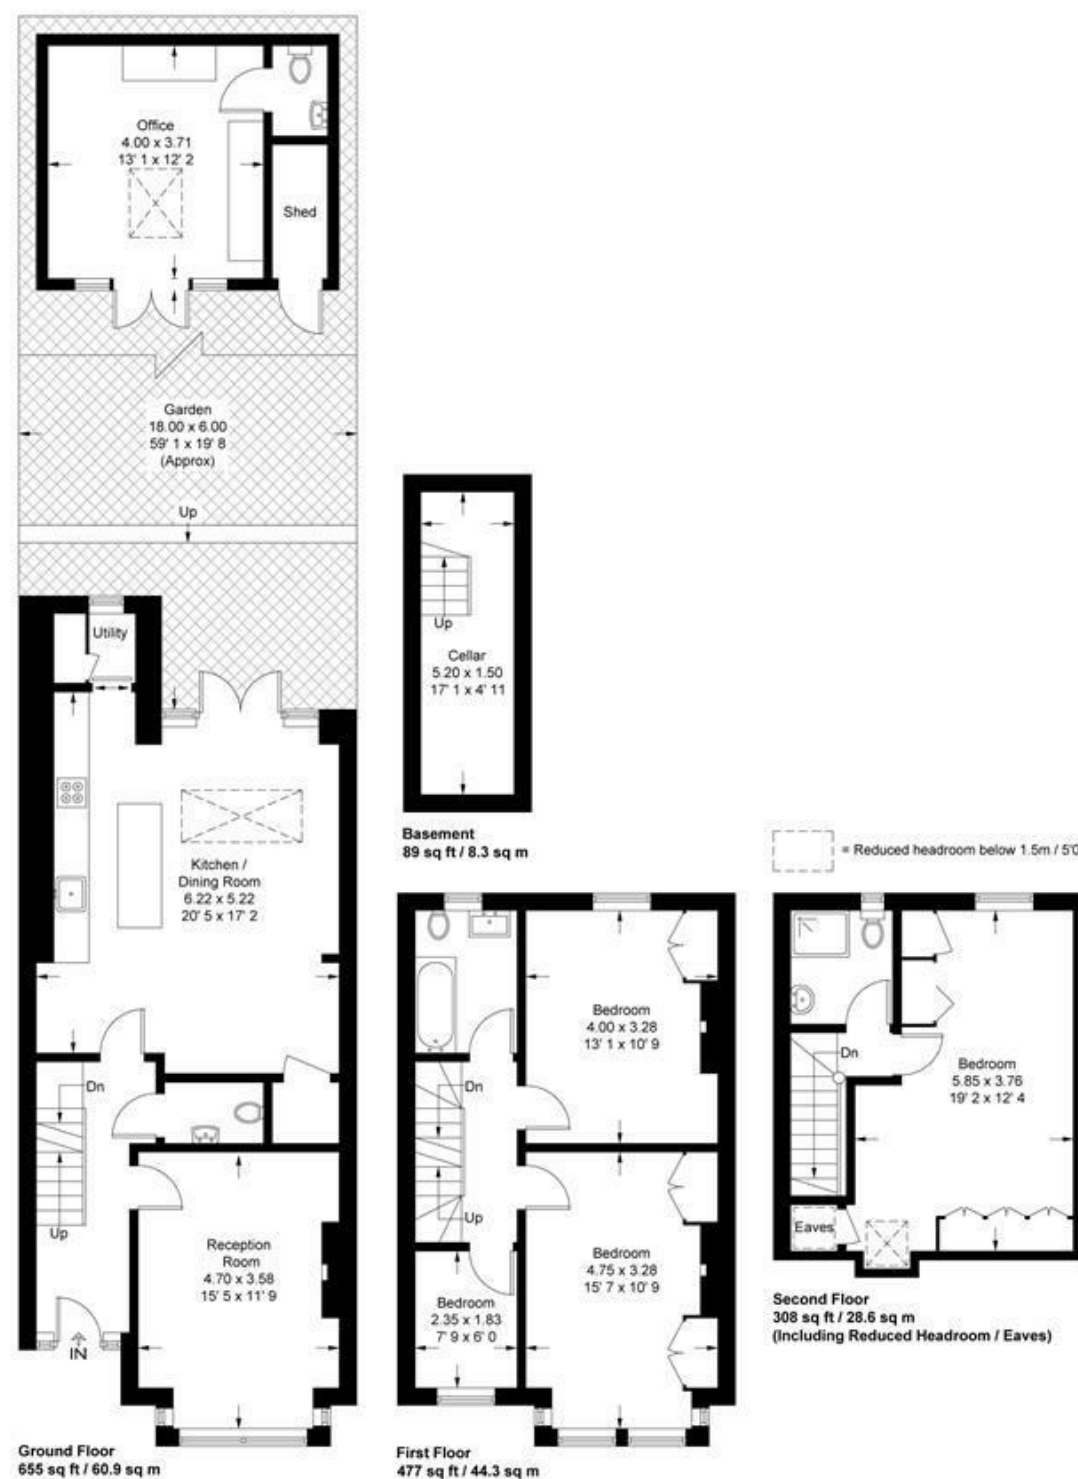 Office
4.00 x 3.71
13' 1 x 12' 2
Shed
Garden
18.00 x 6.00
59' 1 x 19' 8
(Approx)
Up
Utility
Kitchen /
Dining Room
6.22 x 5.22
20' 5 x 17' 2
Dn
Up
Reception
Room
4.70 x 3.58
15' 5 x 11' 9
IN
Ground Floor
655 sq ft / 60.9 sq m
Up
Cellar
5.20 x 1.50
17' 1 x 4' 11
Basement
89 sq ft / 8.3 sq m
Bedroom
4.00 x 3.28
13' 1 x 10' 9
Dn
Up
Bedroom
4.75 x 3.28
15' 7 x 10' 9
Bedroom
2.35 x 1.83
7' 9 x 6' 0
First Floor
477 sq ft / 44.3 sq m
= Reduced headroom below 1.5m / 5'0
Dn
Bedroom
5.85 x 3.76
19' 2 x 12' 4
Eaves
Second Floor
308 sq ft / 28.6 sq m
(Including Reduced Headroom / Eaves)